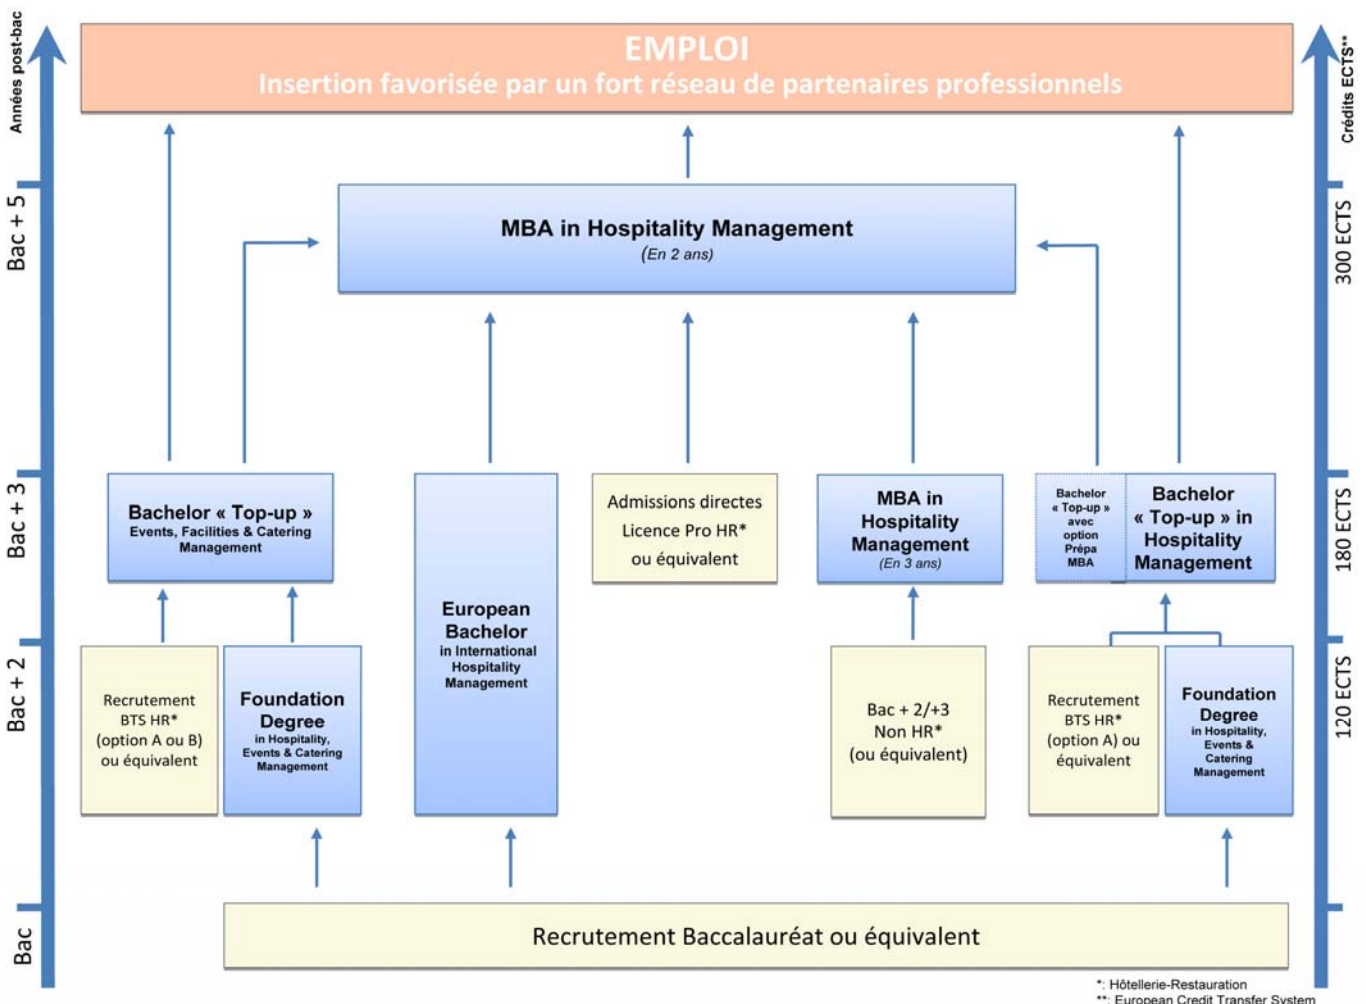 Années post-bac
Crédits ECTS**
EMPLOI
Insertion favorisée par un fort réseau de partenaires professionnels
Bac + 5
300 ECTS
MBA in Hospitality Management
(En 2 ans)
Bac + 3
180 ECTS
Bachelor « Top-up »
Events, Facilities & Catering
Management
European
Bachelor
in International
Hospitality
Management
Admissions directes
Licence Pro HR*
ou équivalent
MBA in
Hospitality
Management
(En 3 ans)
Bachelor
« Top-up »
avec
option
Prépa
MBA
Bachelor
« Top-up » in
Hospitality
Management
Bac + 2
120 ECTS
Recrutement
BTS HR*
(option A ou B)
ou équivalent
Foundation
Degree
in Hospitality,
Events & Catering
Management
Bac + 2/+3
Non HR*
(ou équivalent)
Recrutement
BTS HR*
(option A) ou
équivalent
Foundation
Degree
in Hospitality,
Events &
Catering
Management
Bac
Recrutement Baccalauréat ou équivalent
*: Hôtellerie-Restauration
**: European Credit Transfer System